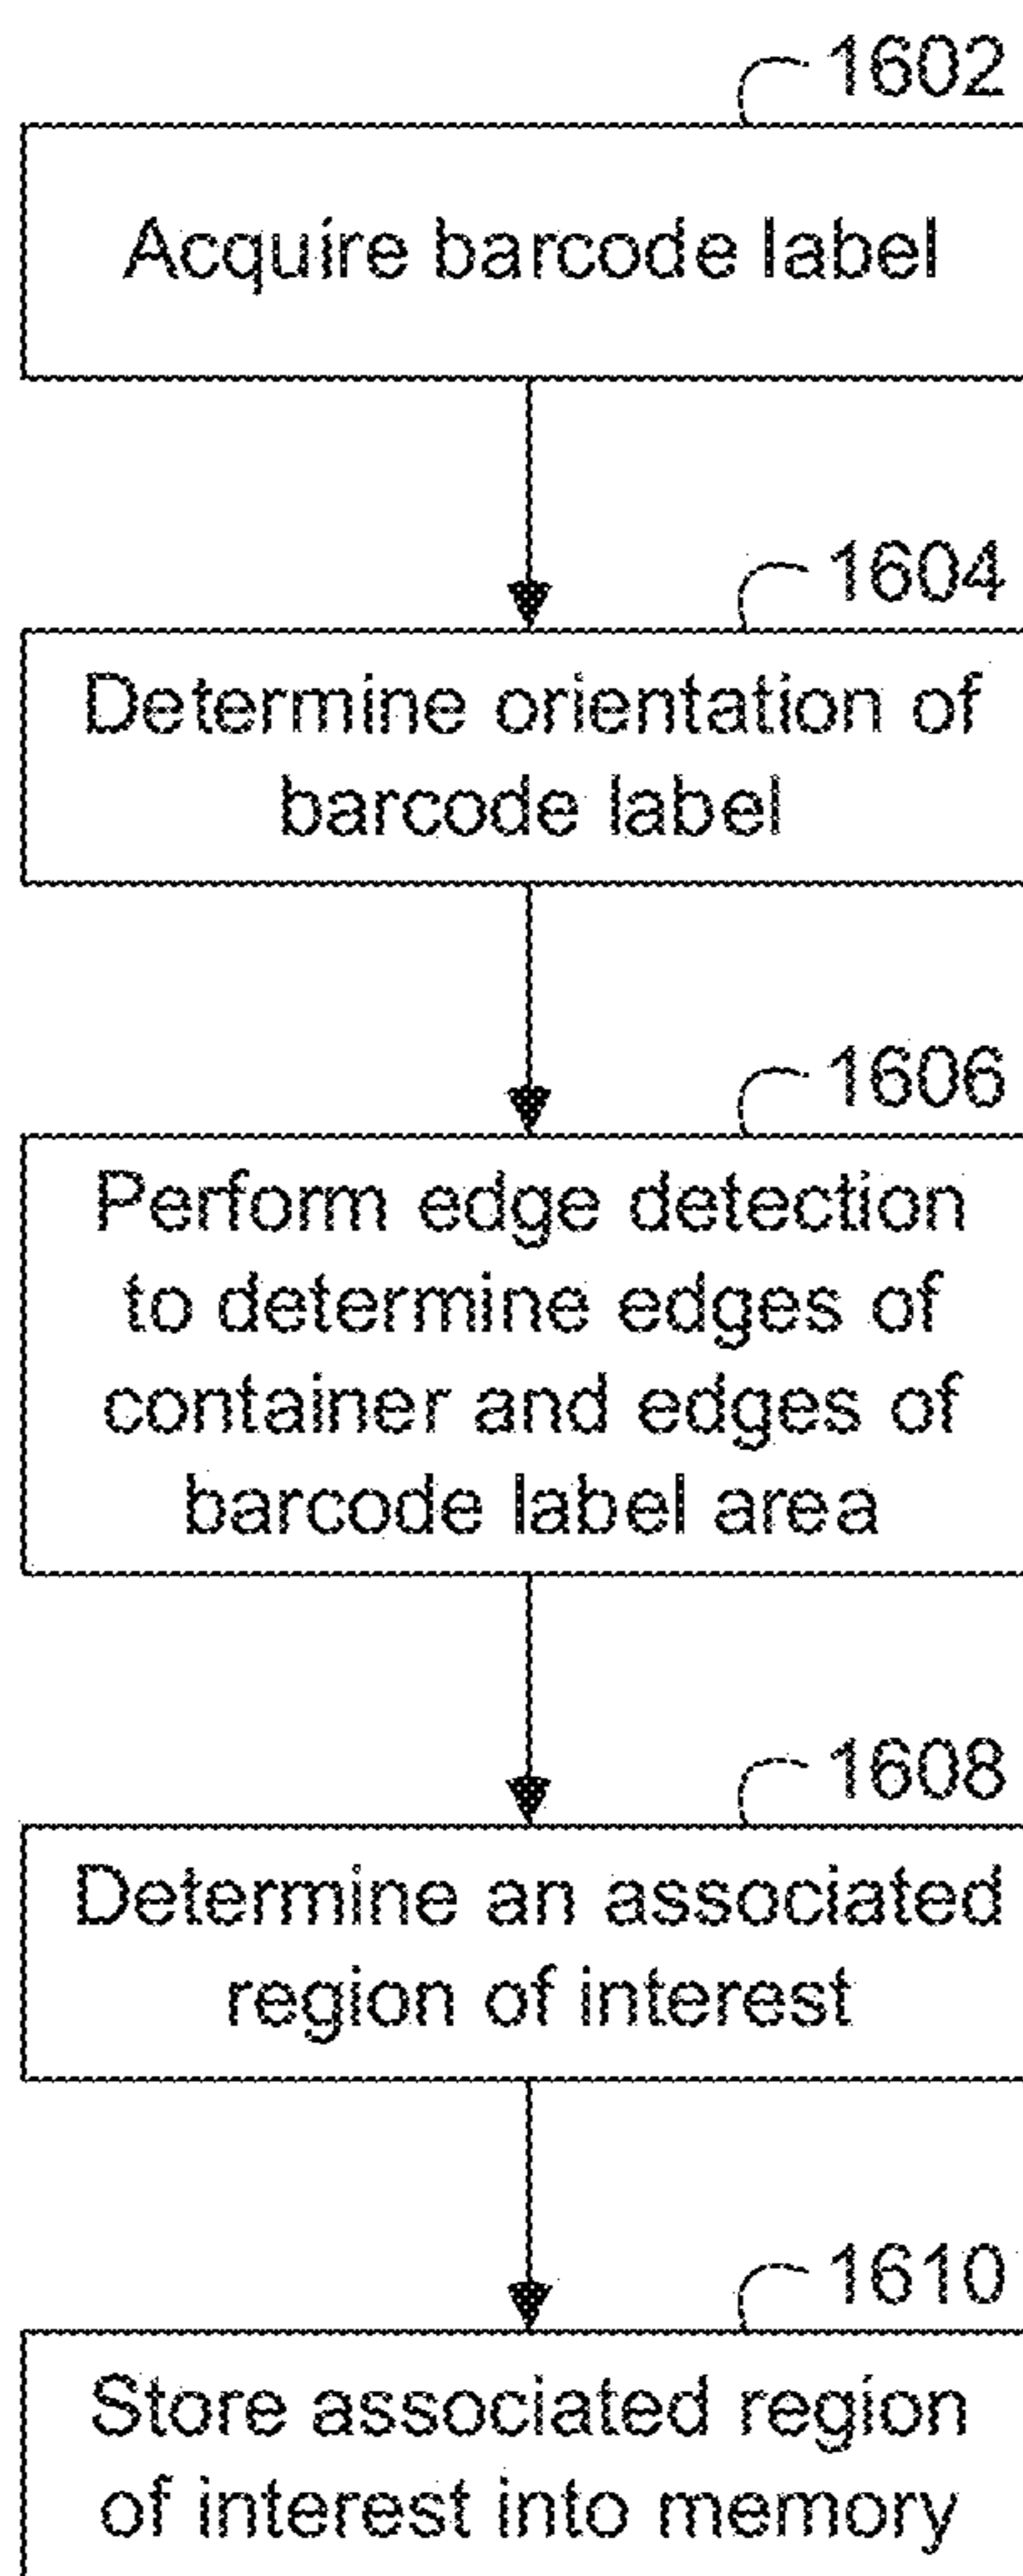 1602
Acquire barcode label
1604
Determine orientation of
barcode label
1606
Perform edge detection
to determine edges of
container and edges of
barcode label area
1608
Determine an associated
region of interest
1610
Store associated region
of interest into memory